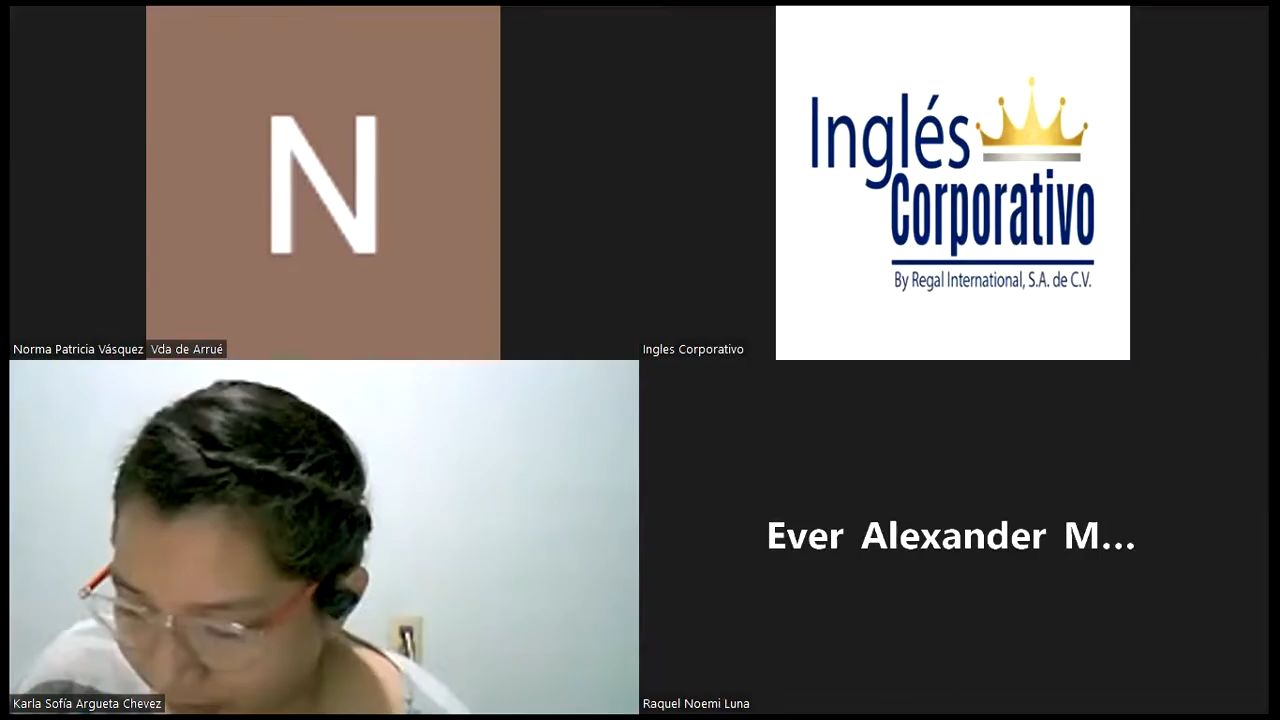 N
Inglés
Corporativo
By Regal International, S.A. de C.V.
Norma Patricia Vásquez Vda de Arrué
Ingles Corporativo
Ever Alexander M...
Karla Sofía Argueta Chevez
Raquel Noemi Luna